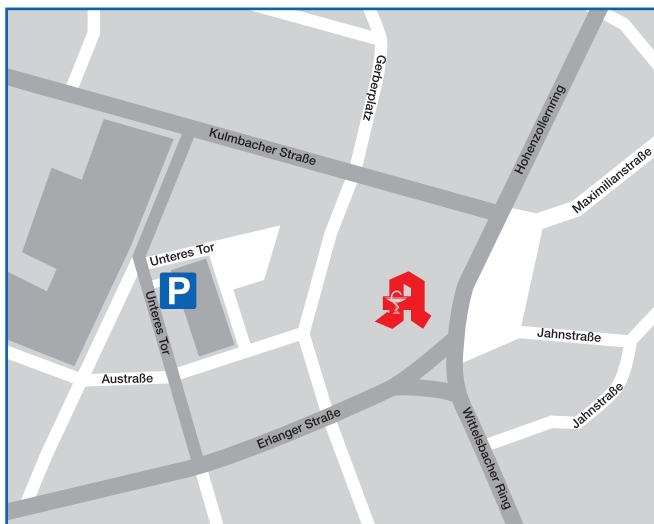 Gerberplatz
Hohenzollernring
Kulmbacher Straße
Maximilianstraße
Unteres Tor
P
Unteres Tor
A
Jahnstraße
Austraße
Jahnstraße
Erlanger Straße
Wittelsbacher Ring